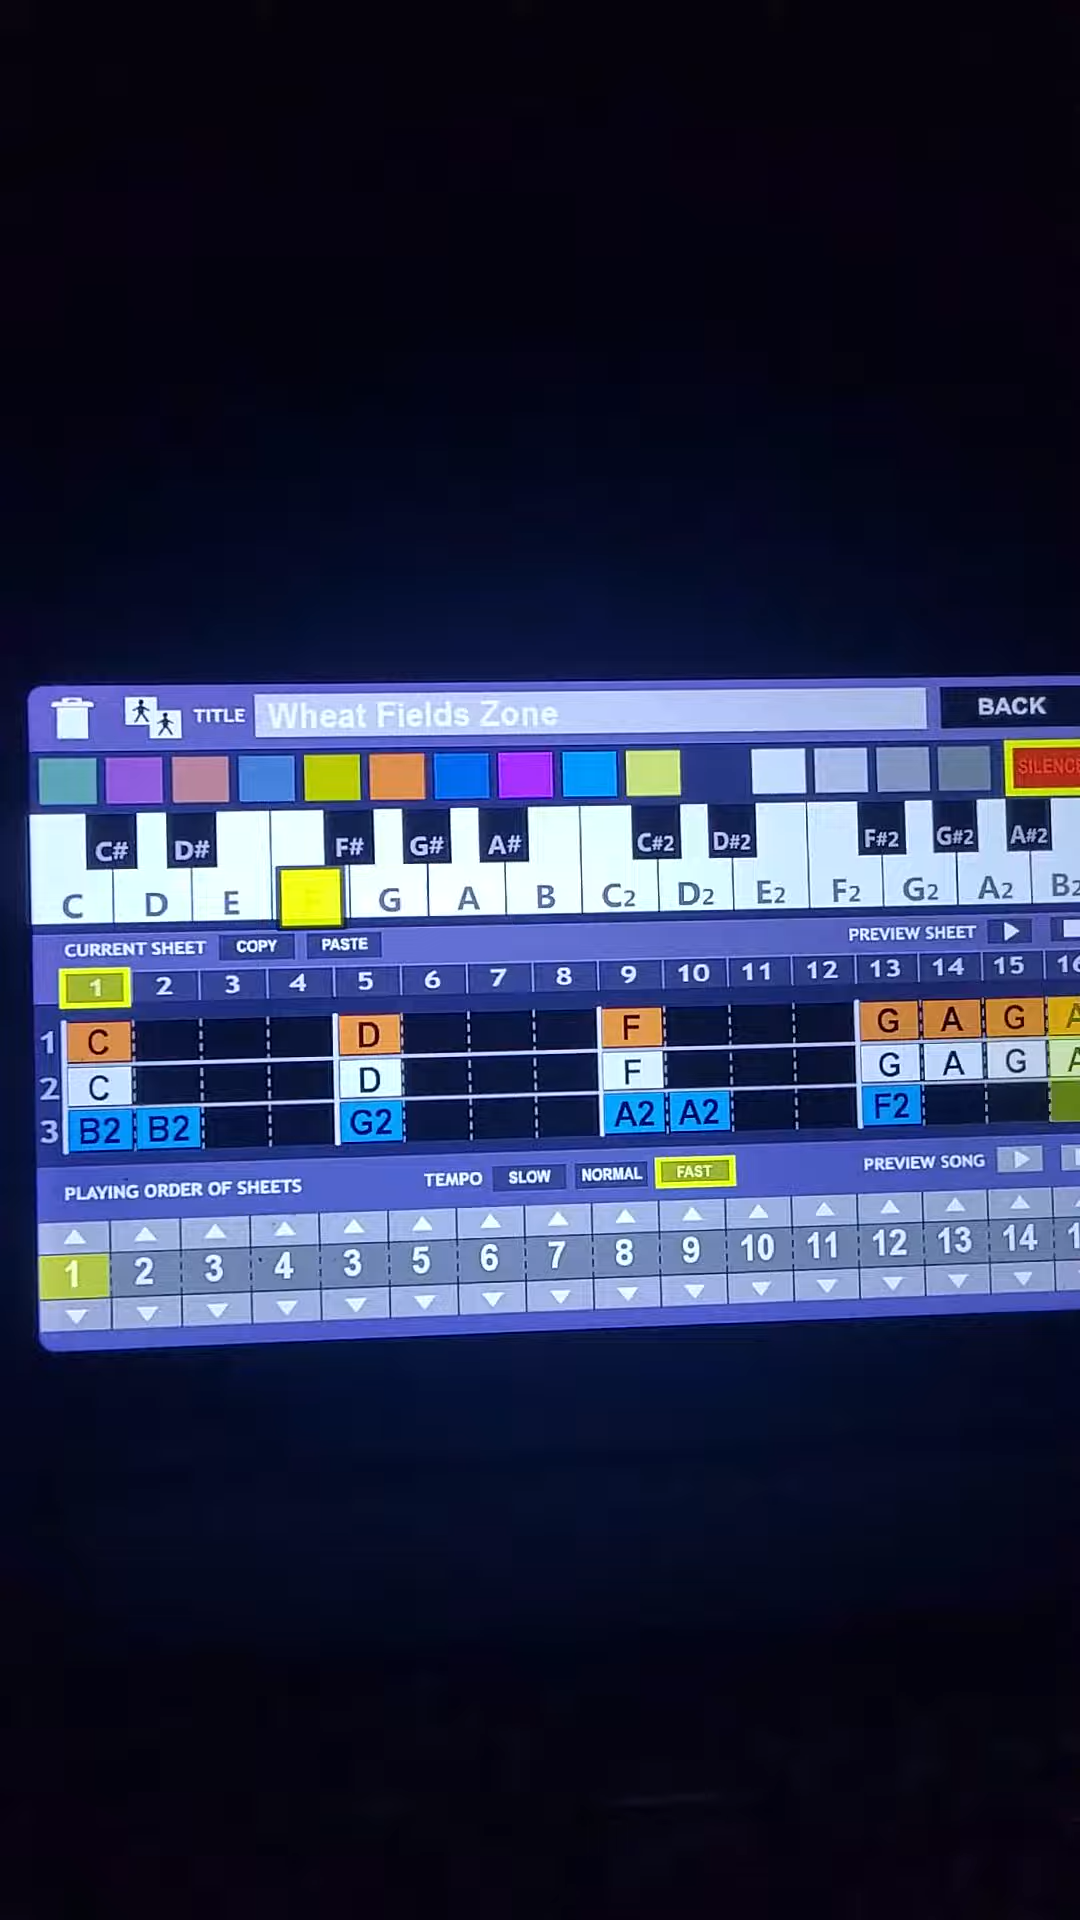 TITLE Wheat Fields Zone BACK
SILENCE
C# D# F# G# A# C#2 D#2 F#2 G#2 A#2
C D E G A B C2 D2 E2 F2 G2 A2 B2
CURRENT SHEET COPY PASTE PREVIEW SHEET
1 2 3 4 5 6 7 8 9 10 11 12 13 14 15 16
1 C D F G A G A
2 C D F G A G A
3 B2 B2 G2 A2 A2 F2
PLAYING ORDER OF SHEETS TEMPO SLOW NORMAL FAST PREVIEW SONG
1 2 3 4 3 5 6 7 8 9 10 11 12 13 14